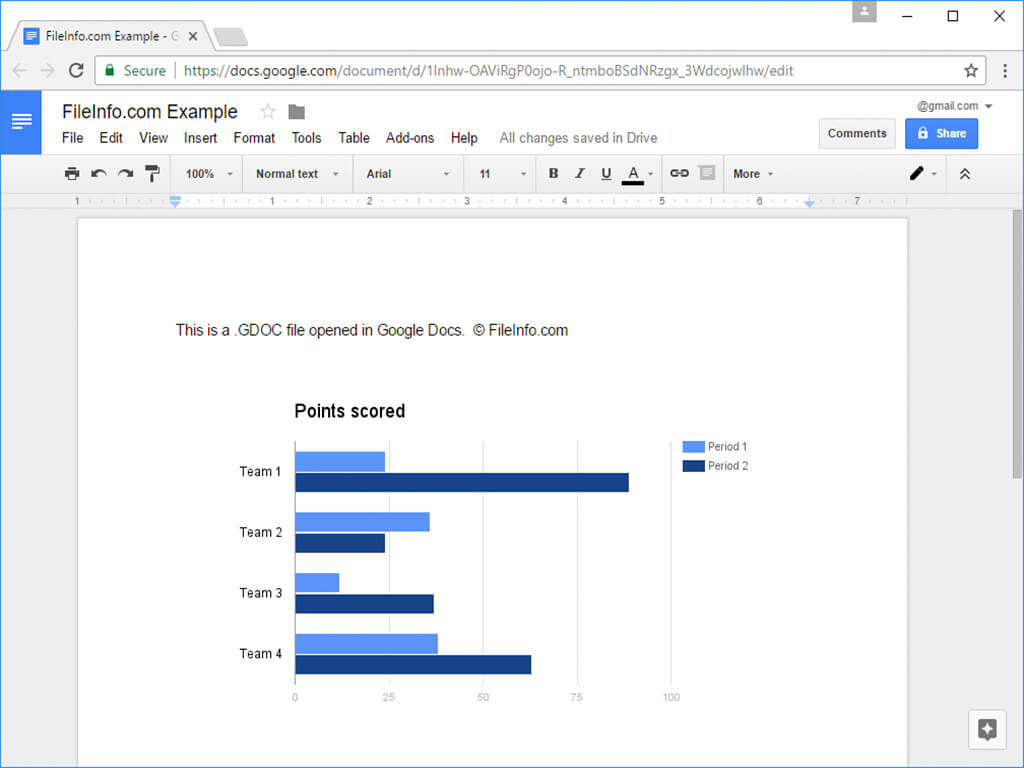 FileInfo.com Example - G
Secure https://docs.google.com/document/d/1Inhw-OAViRgP0ojo-R_ntmboBSdNRzgx_3Wdcojwlhw/edit
FileInfo.com Example
@gmail.com
File Edit View Insert Format Tools Table Add-ons Help All changes saved in Drive
Comments Share
100% Normal text Arial 11 B I U A More
1 1 2 3 4 5 6 7
This is a .GDOC file opened in Google Docs. © FileInfo.com
Points scored
Period 1
Period 2
Team 1
Team 2
Team 3
Team 4
0 25 50 75 100